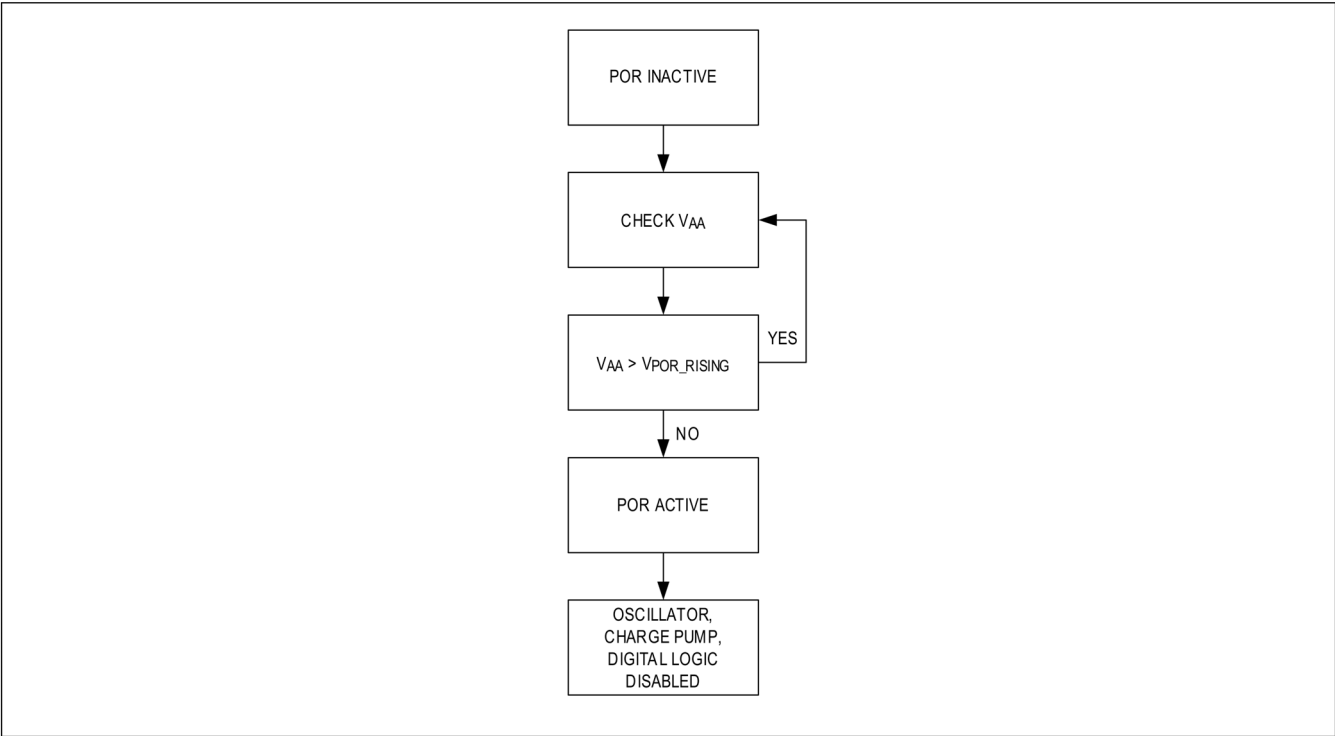 POR INACTIVE
CHECK VAA
YES
VAA > VPOR_RISING
NO
POR ACTIVE
OSCILLATOR,
CHARGE PUMP,
DIGITAL LOGIC
DISABLED